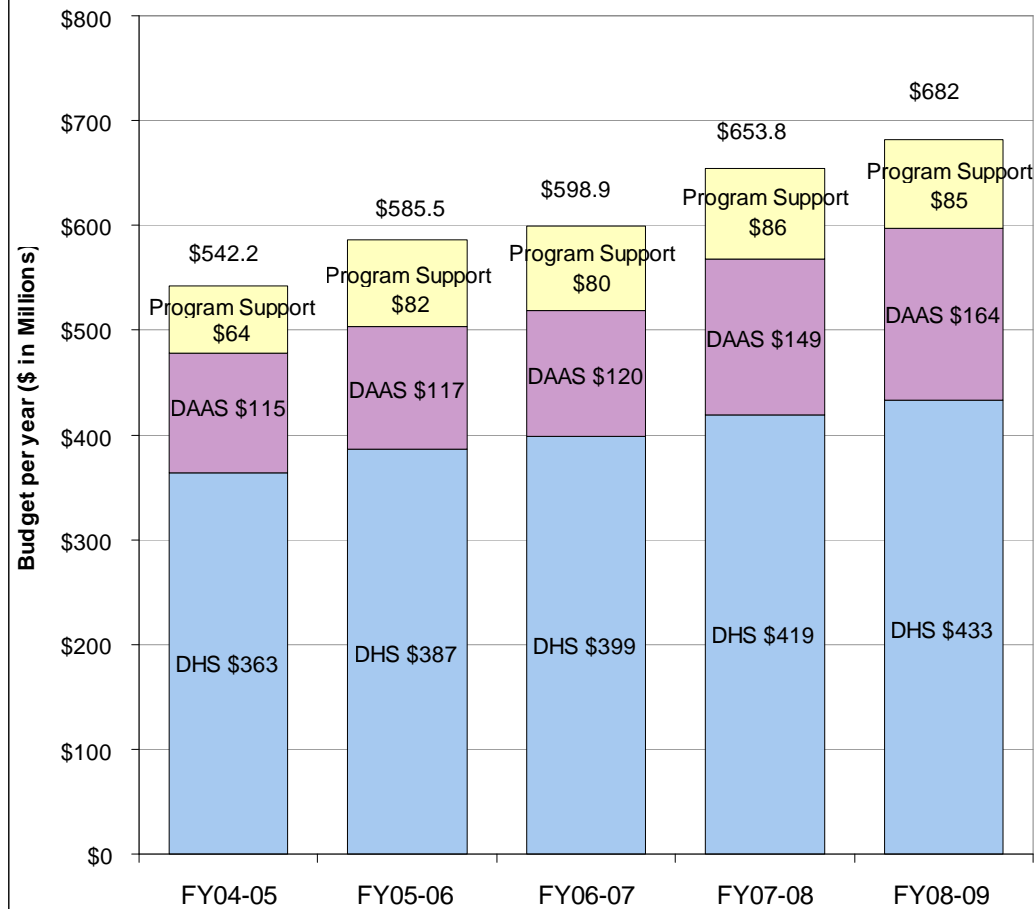 Budget per year ($ in Millions)
$800
$700
$600
$500
$400
$300
$200
$100
$0
$542.2
Program Support
$64
DAAS $115
DHS $363
$585.5
Program Support
$82
DAAS $117
DHS $387
$598.9
Program Support
$80
DAAS $120
DHS $399
$653.8
Program Support
$86
DAAS $149
DHS $419
$682
Program Support
$85
DAAS $164
DHS $433
FY04-05
FY05-06
FY06-07
FY07-08
FY08-09